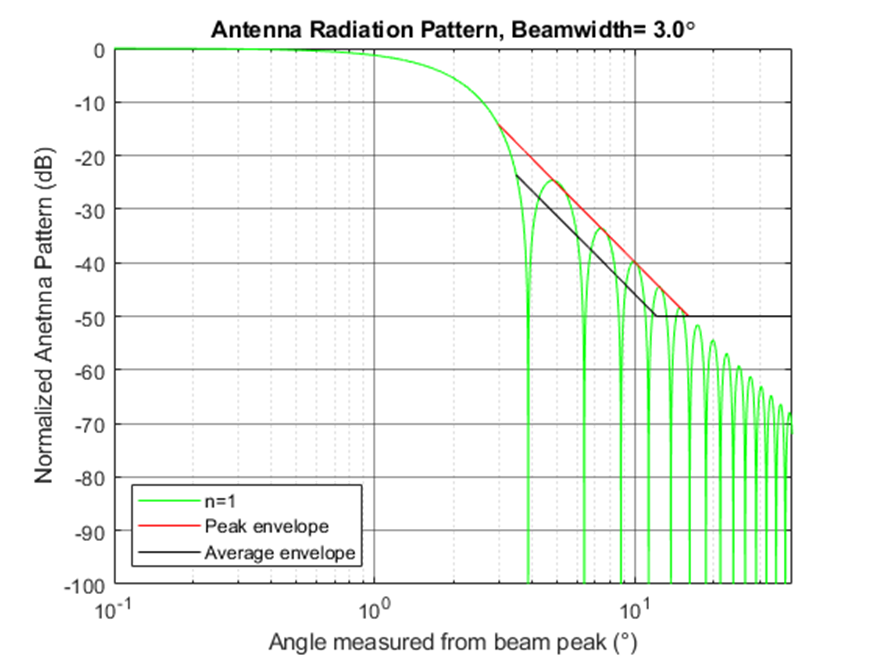 Antenna Radiation Pattern, Beamwidth= 3.0°
Normalized Anetnna Pattern (dB)
0
-10
-20
-30
-40
-50
-60
-70
-80
-90
-100
n=1
Peak envelope
Average envelope
10⁻¹ 10⁰ 10¹
Angle measured from beam peak (°)